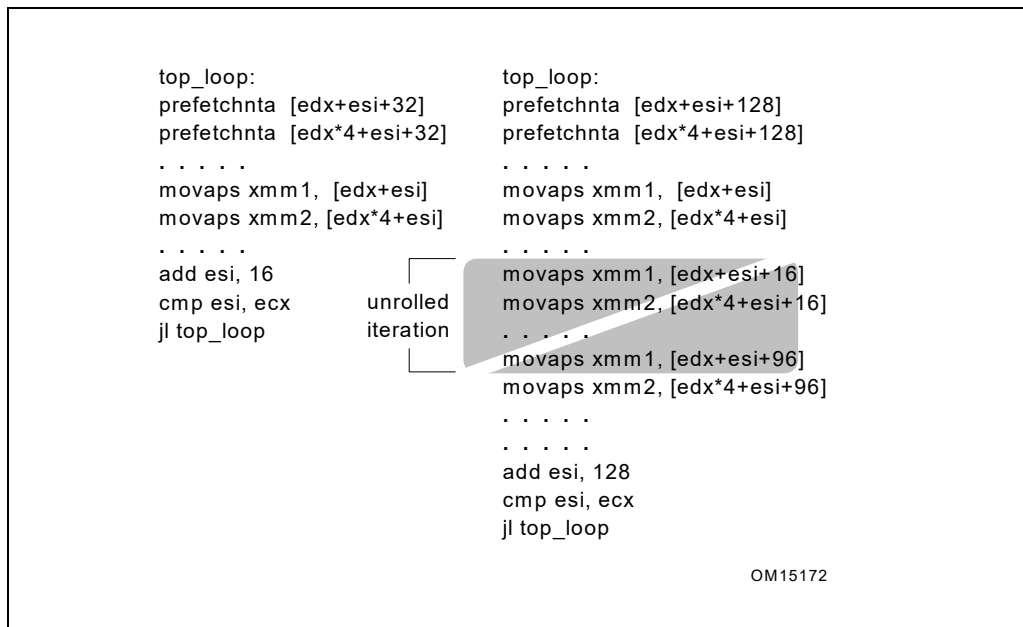 top_loop:
prefetchnta [edx+esi+32]
prefetchnta [edx*4+esi+32]
. . . . .
movaps xmm1, [edx+esi]
movaps xmm2, [edx*4+esi]
. . . . .
add esi, 16
cmp esi, ecx
jl top_loop
unrolled
iteration
top_loop:
prefetchnta [edx+esi+128]
prefetchnta [edx*4+esi+128]
. . . . .
movaps xmm1, [edx+esi]
movaps xmm2, [edx*4+esi]
. . . . .
movaps xmm1, [edx+esi+16]
movaps xmm2, [edx*4+esi+16]
. . . . .
movaps xmm1, [edx+esi+96]
movaps xmm2, [edx*4+esi+96]
. . . . .
. . . . .
add esi, 128
cmp esi, ecx
jl top_loop
OM15172